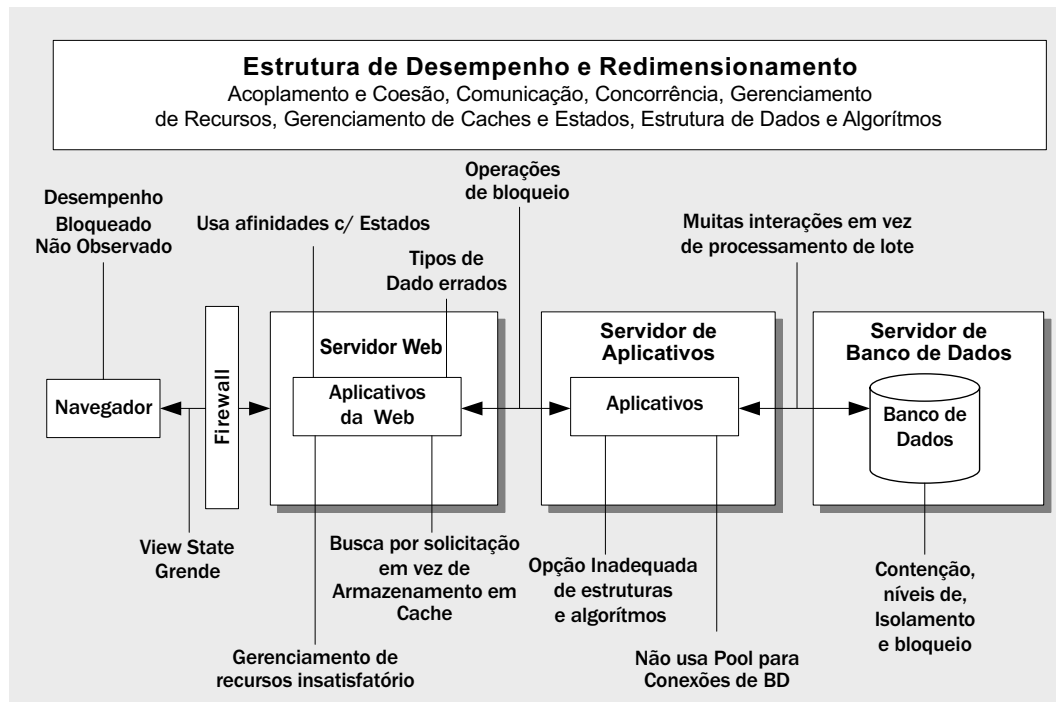 Estrutura de Desempenho e Redimensionamento
Acoplamento e Coesão, Comunicação, Concorrência, Gerenciamento
de Recursos, Gerenciamento de Caches e Estados, Estrutura de Dados e Algorítmos
Operações
de bloqueio
Desempenho
Bloqueado
Não Observado
Usa afinidades c/ Estados
Tipos de
Dado errados
Muitas interações em vez
de processamento de lote
Navegador
Firewall
Servidor Web
Aplicativos
da Web
Servidor de
Aplicativos
Aplicativos
Servidor de
Banco de Dados
Banco de
Dados
View State
Grende
Busca por solicitação
em vez de
Armazenamento em
Cache
Gerenciamento de
recursos insatisfatório
Opção Inadequada
de estruturas
e algorítmos
Não usa Pool para
Conexões de BD
Contenção,
níveis de,
Isolamento
e bloqueio